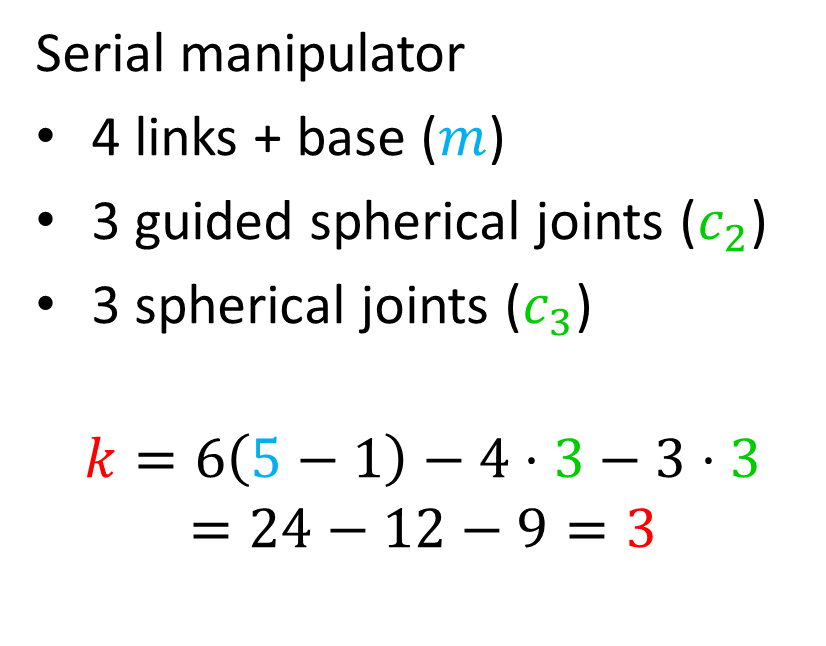 Serial manipulator
• 4 links + base (m)
• 3 guided spherical joints (c₂)
• 3 spherical joints (c₃)
k = 6(5 − 1) − 4 · 3 − 3 · 3
= 24 − 12 − 9 = 3